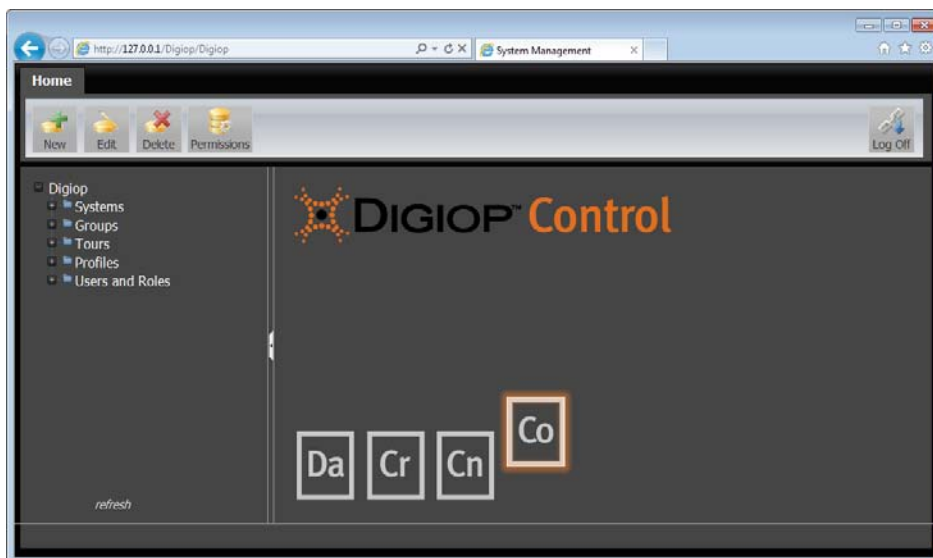 http://127.0.0.1/Digiop/Digiop
System Management
Home
New Edit Delete Permissions Log Off
Digiop
Systems
Groups
Tours
Profiles
Users and Roles
DIGIOP™ Control
Da Cr Cn Co
refresh